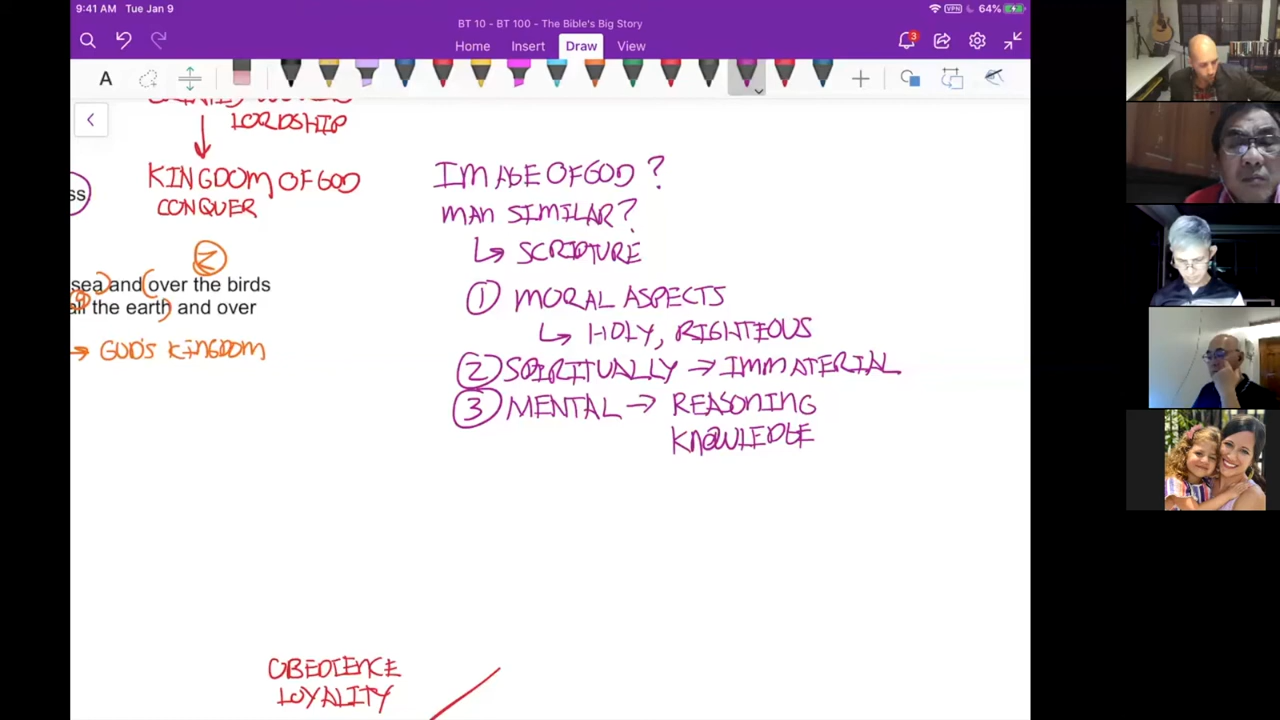 9:41 AM Tue Jan 9
VPN 64%
BT 10 - BT 100 - The Bible's Big Story
Home Insert Draw View
3
A
LORDSHIP
KINGDOM OF GOD
CONQUER
ss
2
sea and over the birds
all the earth and over
GOD'S KINGDOM
IMAGE OF GOD?
MAN SIMILAR?
SCRIPTURE
1 MORAL ASPECTS
HOLY, RIGHTEOUS
2 SPIRITUALLY → IMMATERIAL
3 MENTAL → REASONING
KNOWLEDGE
OBEDIENCE
LOYALITY